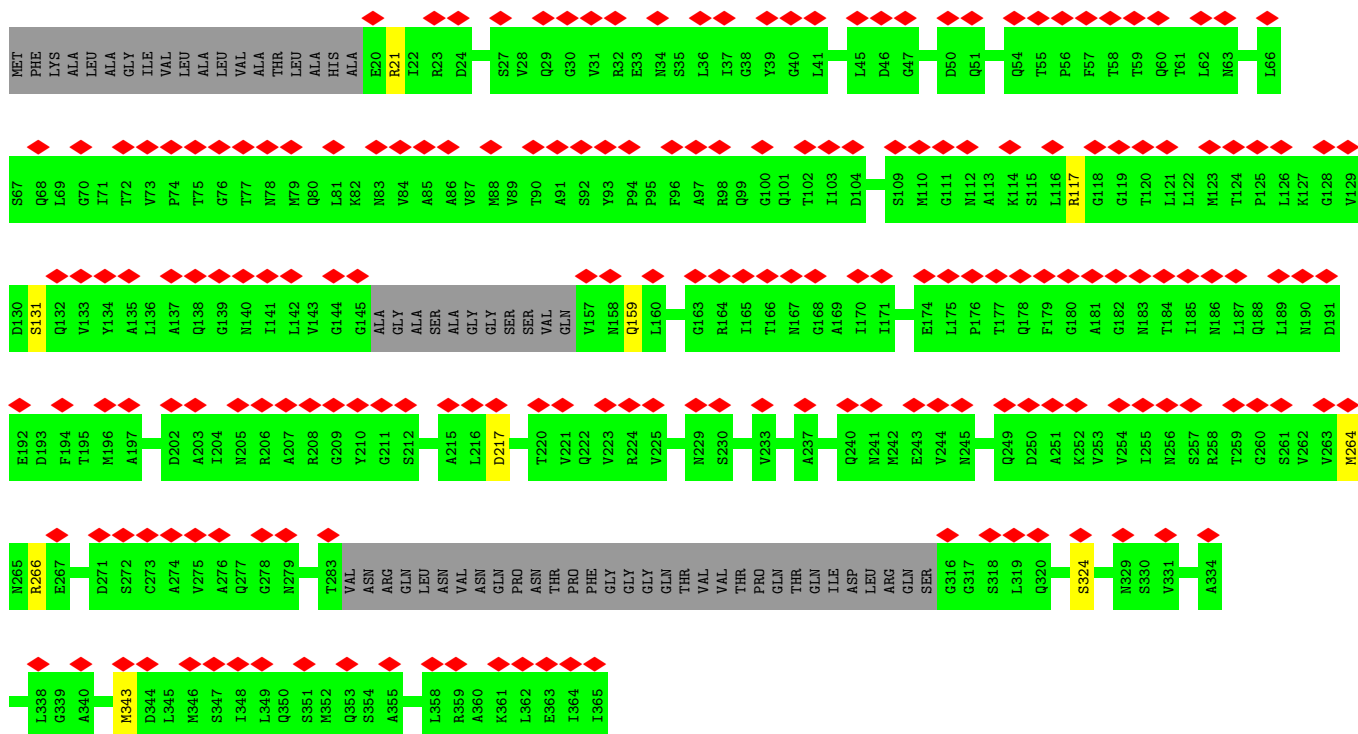 MET PHE LYS ALA LEU ALA GLY ILE VAL LEU ALA LEU VAL ALA THR LEU ALA HIS ALA E20 R21 I22 R23 D24 S27 V28 Q29 G30 V31 R32 E33 N34 S35 L36 I37 G38 Y39 G40 L41 L45 D46 G47 D50 Q51 Q54 T55 P56 F57 T58 T59 Q60 T61 L62 N63 L66
S67 Q68 L69 G70 I71 T72 V73 P74 T75 G76 T77 N78 M79 Q80 L81 K82 N83 V84 A85 A86 V87 M88 V89 T90 A91 S92 Y93 P94 P95 F96 A97 R98 Q99 G100 Q101 T102 I103 D104 S109 M110 G111 N112 A113 K114 S115 L116 R117 G118 G119 T120 L121 L122 M123 T124 P125 L126 K127 G128 V129
D130 S131 Q132 V133 Y134 A135 L136 A137 Q138 G139 N140 I141 L142 V143 G144 G145 ALA GLY ALA SER ALA GLY GLY SER SER VAL GLN V157 N158 Q159 L160 G163 R164 I165 T166 N167 G168 A169 I170 I171 E174 L175 P176 T177 Q178 F179 G180 A181 G182 N183 T184 I185 N186 L187 Q188 L189 N190 D191
E192 D193 F194 T195 M196 A197 D202 A203 I204 N205 R206 A207 R208 G209 Y210 G211 S212 A215 L216 D217 T220 V221 Q222 V223 R224 V225 N229 S230 V233 A237 Q240 N241 M242 E243 V244 N245 Q249 D250 A251 K252 V253 V254 I255 N256 S257 R258 T259 G260 S261 V262 V263 M264
N265 R266 E267 D271 S272 C273 A274 V275 A276 Q277 G278 N279 T283 VAL ASN ARG GLN LEU ASN VAL ASN GLN PRO ASN THR PRO PHE GLY GLY GLY GLN THR VAL VAL THR PRO GLN THR GLN ILE ASP LEU ARG GLN SER G316 G317 S318 L319 Q320 S324 N329 S330 V331 A334
L338 G339 A340 M343 D344 L345 M346 S347 I348 L349 Q350 S351 M352 Q353 S354 A355 L358 R359 A360 K361 L362 E363 I364 I365